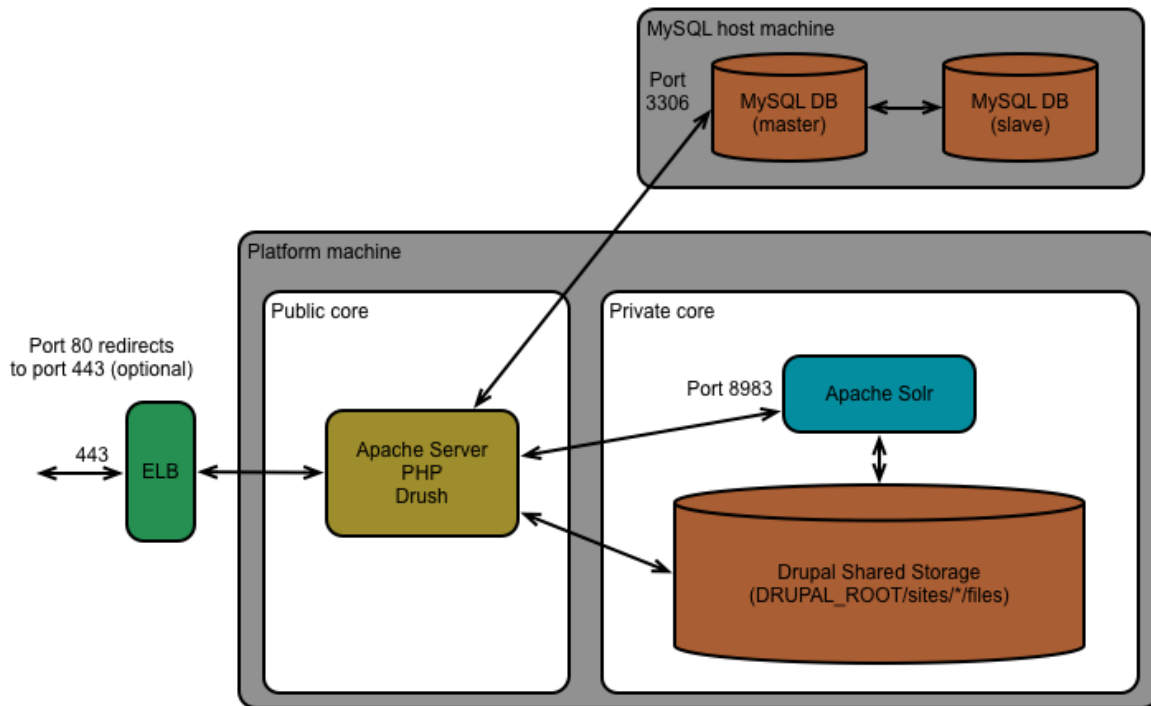 MySQL host machine
Port
3306
MySQL DB
(master)
MySQL DB
(slave)
Platform machine
Public core
Private core
Port 80 redirects
to port 443 (optional)
443
ELB
Apache Server
PHP
Drush
Port 8983
Apache Solr
Drupal Shared Storage
(DRUPAL_ROOT/sites/*/files)